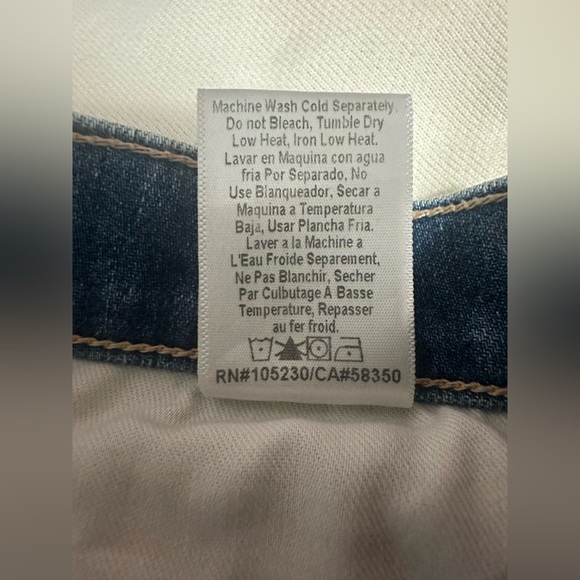 Machine Wash Cold Separately,
Do not Bleach, Tumble Dry
Low Heat, Iron Low Heat.
Lavar en Maquina con agua
fria Por Separado, No
Use Blanqueador, Secar a
Maquina a Temperatura
Baja, Usar Plancha Fria.
Laver a la Machine a
L'Eau Froide Separement,
Ne Pas Blanchir, Secher
Par Culbutage À Basse
Temperature, Repasser
au fer froid.
RN#105230/CA#58350